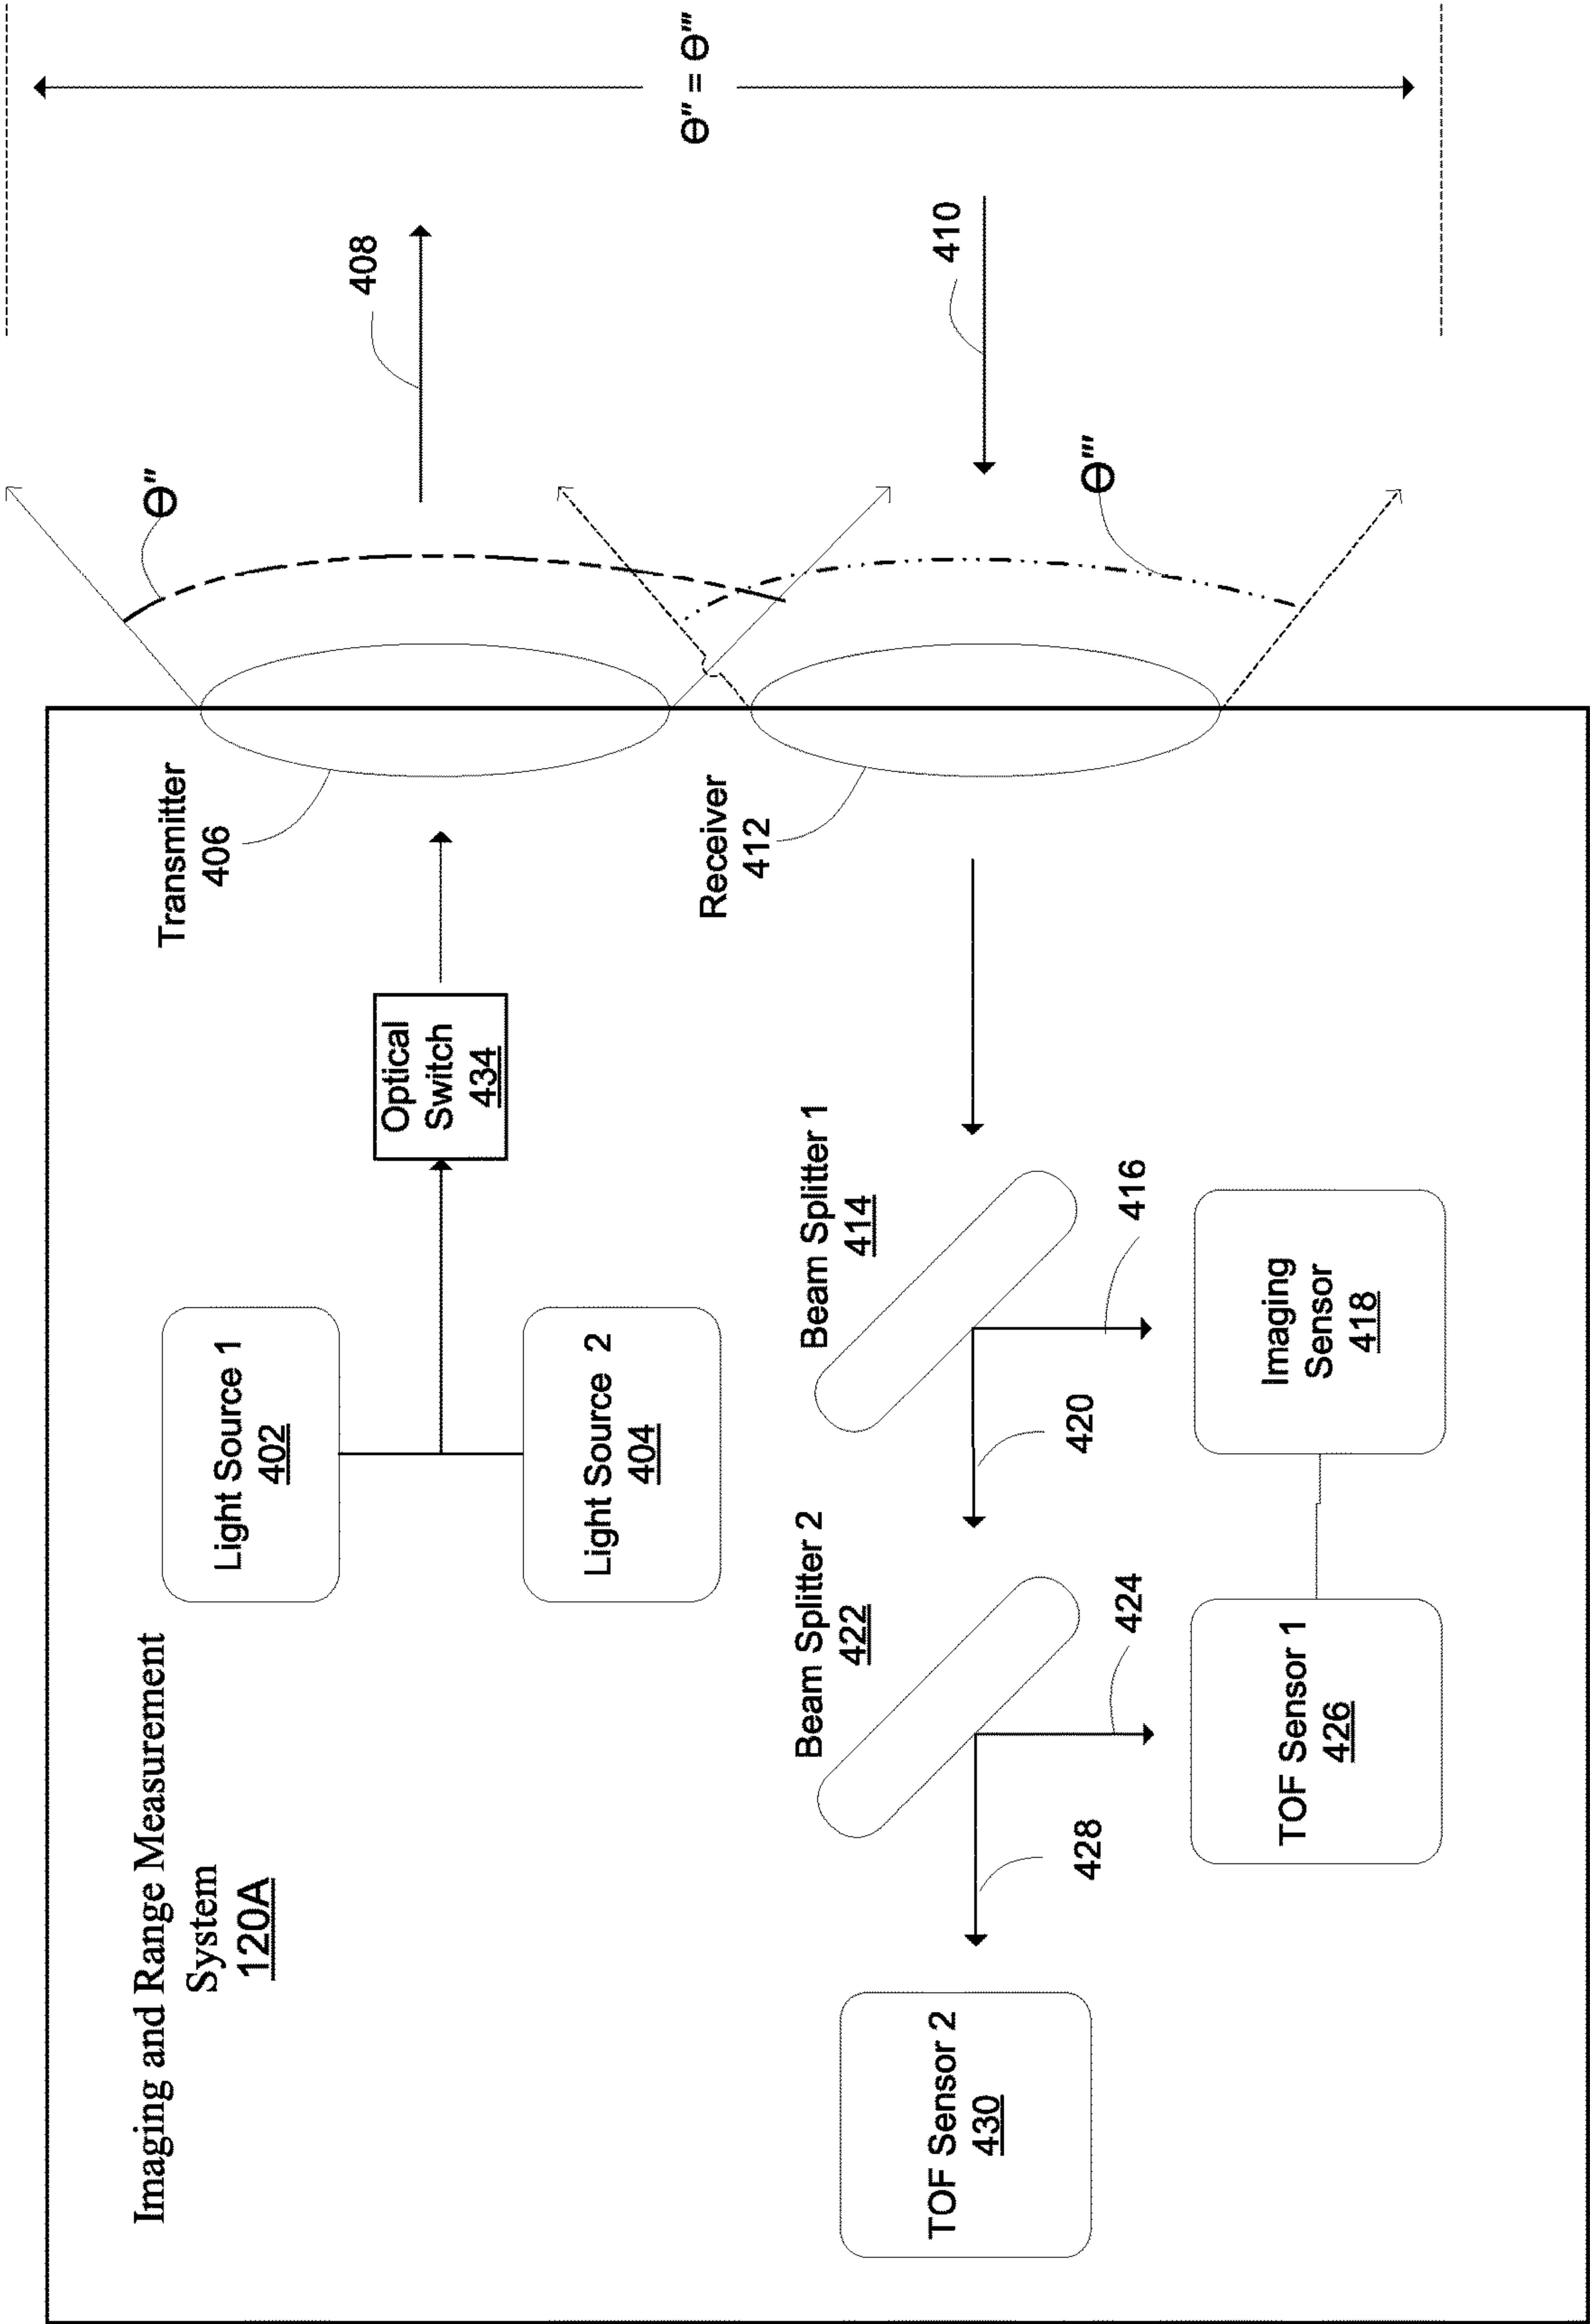 Imaging and Range Measurement
System
120A
Light Source 1
402
Light Source 2
404
Optical
Switch
434
Transmitter
406
Receiver
412
Beam Splitter 1
414
416
Imaging
Sensor
418
420
Beam Splitter 2
422
424
TOF Sensor 1
426
428
TOF Sensor 2
430
Θ"
408
410
Θ"'
Θ" = Θ"'